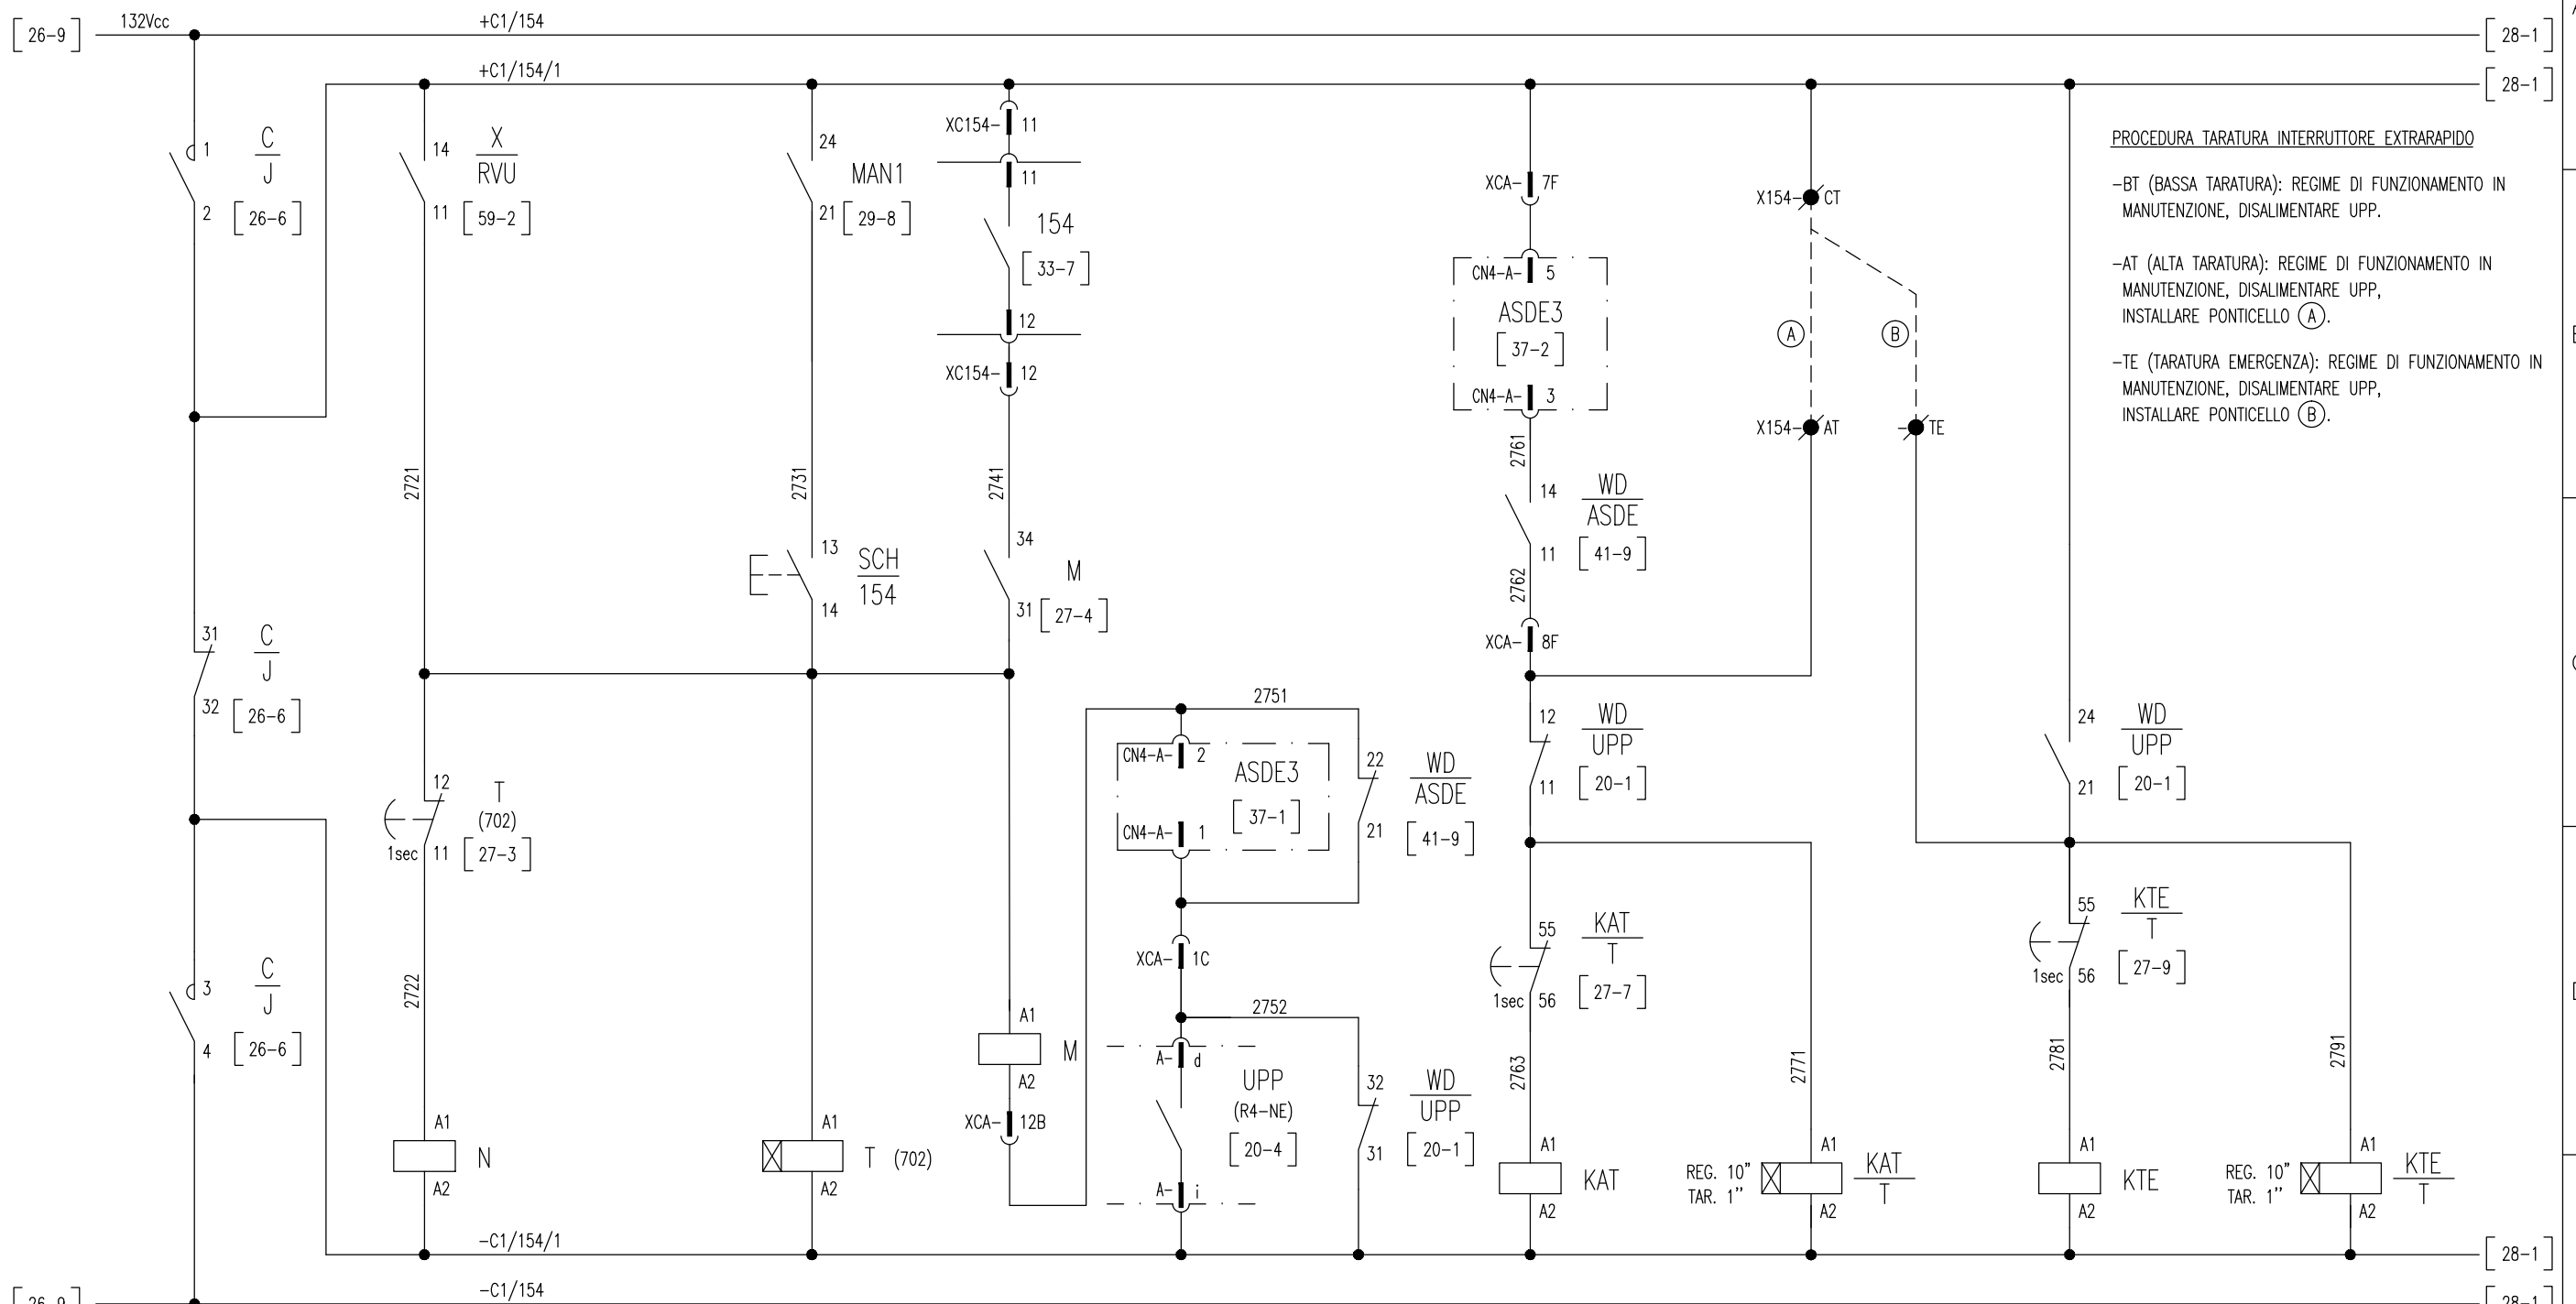 132Vcc
+C1/154
26-9
28-1
+C1/154/1
28-1
1
C
J
2
26-6
14
X
RVU
11
59-2
24
MAN1
21
29-8
XC154- 11
11
154
33-7
12
XC154- 12
XCA- 7F
CN4-A- 5
ASDE3
37-2
CN4-A- 3
X154- CT
A
B
X154- AT
- TE
PROCEDURA TARATURA INTERRUTTORE EXTRARAPIDO
-BT (BASSA TARATURA): REGIME DI FUNZIONAMENTO IN
MANUTENZIONE, DISALIMENTARE UPP.
-AT (ALTA TARATURA): REGIME DI FUNZIONAMENTO IN
MANUTENZIONE, DISALIMENTARE UPP,
INSTALLARE PONTICELLO A.
-TE (TARATURA EMERGENZA): REGIME DI FUNZIONAMENTO IN
MANUTENZIONE, DISALIMENTARE UPP,
INSTALLARE PONTICELLO B.
2721
2731
2741
2761
14
WD
ASDE
11
41-9
2762
XCA- 8F
13
SCH
154
14
34
M
31
27-4
31
C
J
32
26-6
12
T
(702)
1sec
11
27-3
2722
2751
CN4-A- 2
ASDE3
37-1
CN4-A- 1
22
WD
ASDE
21
41-9
XCA- 1C
2752
12
WD
UPP
11
20-1
24
WD
UPP
21
20-1
55
KAT
T
1sec
56
27-7
55
KTE
T
1sec
56
27-9
3
C
J
4
26-6
A1
M
A2
XCA- 12B
A- d
UPP
(R4-NE)
20-4
A- i
32
WD
UPP
31
20-1
2763
2771
2781
2791
A1
N
A2
A1
T (702)
A2
A1
KAT
A2
REG. 10"
TAR. 1''
A1
KAT
T
A2
A1
KTE
A2
REG. 10"
TAR. 1''
A1
KTE
T
A2
-C1/154/1
28-1
-C1/154
26-9
28-1